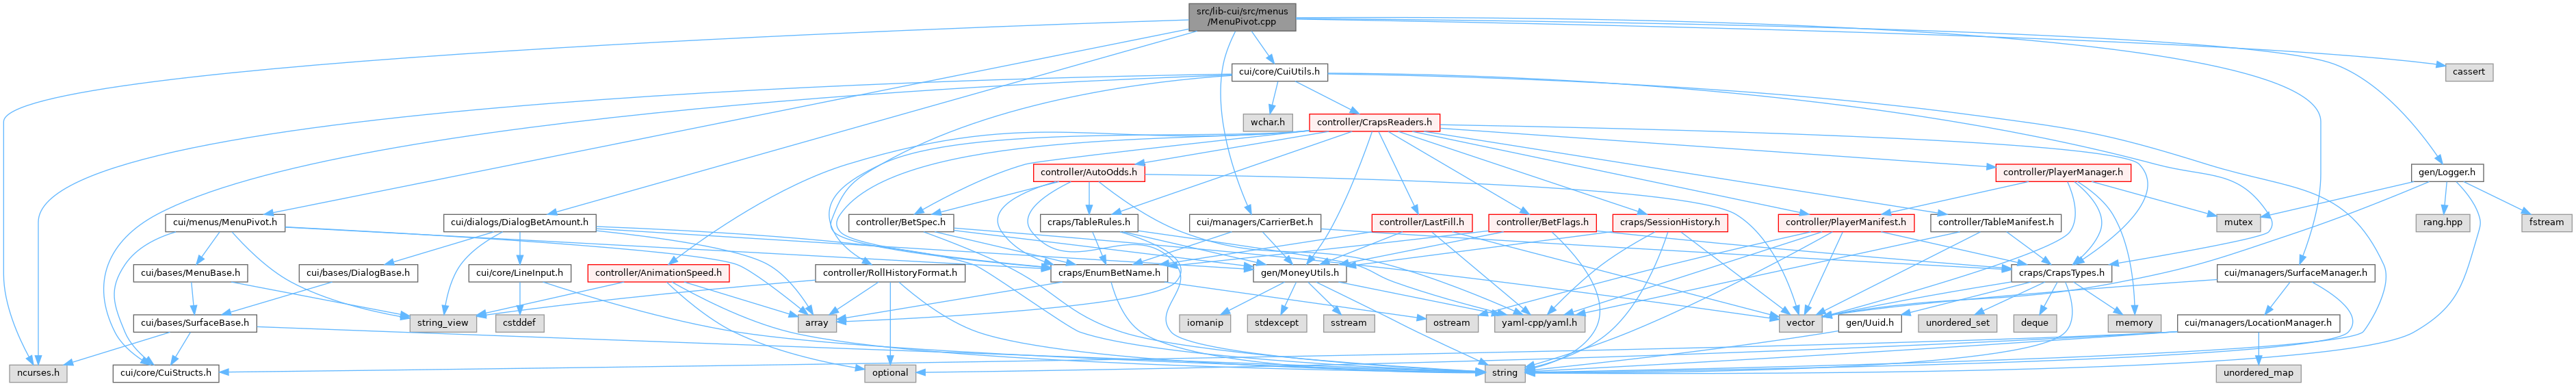 src/lib-cui/src/menus
/MenuPivot.cpp
cui/core/CuiUtils.h
cassert
wchar.h
controller/CrapsReaders.h
controller/AutoOdds.h
controller/PlayerManager.h
gen/Logger.h
cui/menus/MenuPivot.h
cui/dialogs/DialogBetAmount.h
controller/BetSpec.h
craps/TableRules.h
cui/managers/CarrierBet.h
controller/LastFill.h
controller/BetFlags.h
craps/SessionHistory.h
controller/PlayerManifest.h
controller/TableManifest.h
mutex
rang.hpp
fstream
cui/bases/MenuBase.h
cui/bases/DialogBase.h
cui/core/LineInput.h
controller/AnimationSpeed.h
controller/RollHistoryFormat.h
craps/EnumBetName.h
gen/MoneyUtils.h
craps/CrapsTypes.h
cui/managers/SurfaceManager.h
cui/bases/SurfaceBase.h
string_view
cstddef
array
iomanip
stdexcept
sstream
ostream
yaml-cpp/yaml.h
vector
gen/Uuid.h
unordered_set
deque
memory
cui/managers/LocationManager.h
ncurses.h
cui/core/CuiStructs.h
optional
string
unordered_map